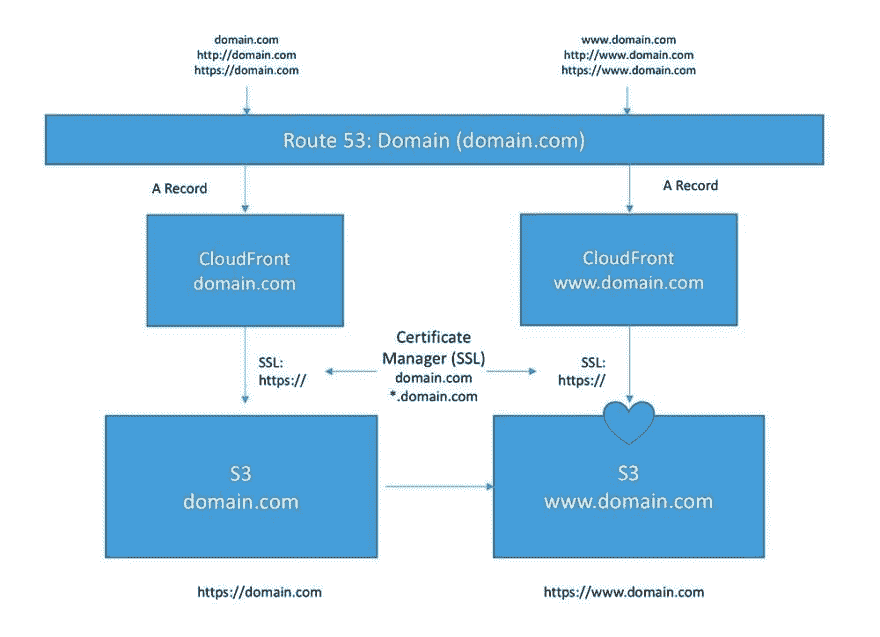 domain.com
http://domain.com
https://domain.com
www.domain.com
http://www.domain.com
https://www.domain.com
Route 53: Domain (domain.com)
A Record
A Record
CloudFront
domain.com
CloudFront
www.domain.com
SSL:
https://
Certificate
Manager (SSL)
domain.com
*.domain.com
SSL:
https://
S3
domain.com
S3
www.domain.com
https://domain.com
https://www.domain.com